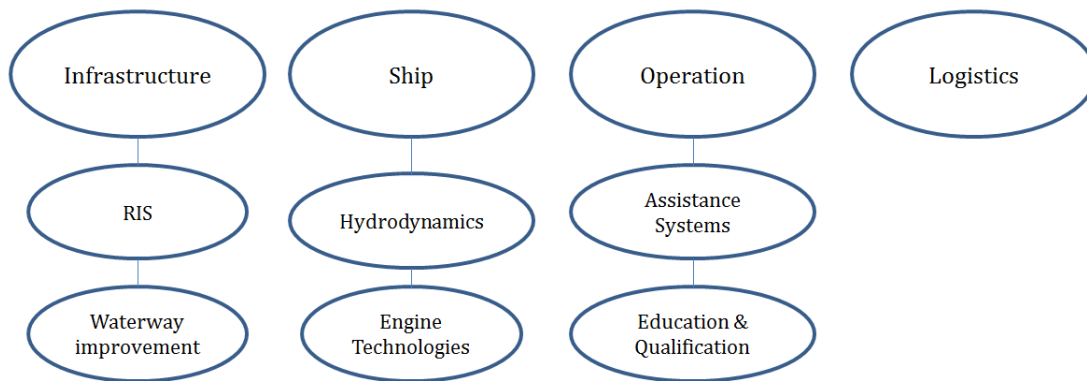 Infrastructure
Ship
Operation
Logistics
RIS
Hydrodynamics
Assistance
Systems
Waterway
improvement
Engine
Technologies
Education &
Qualification